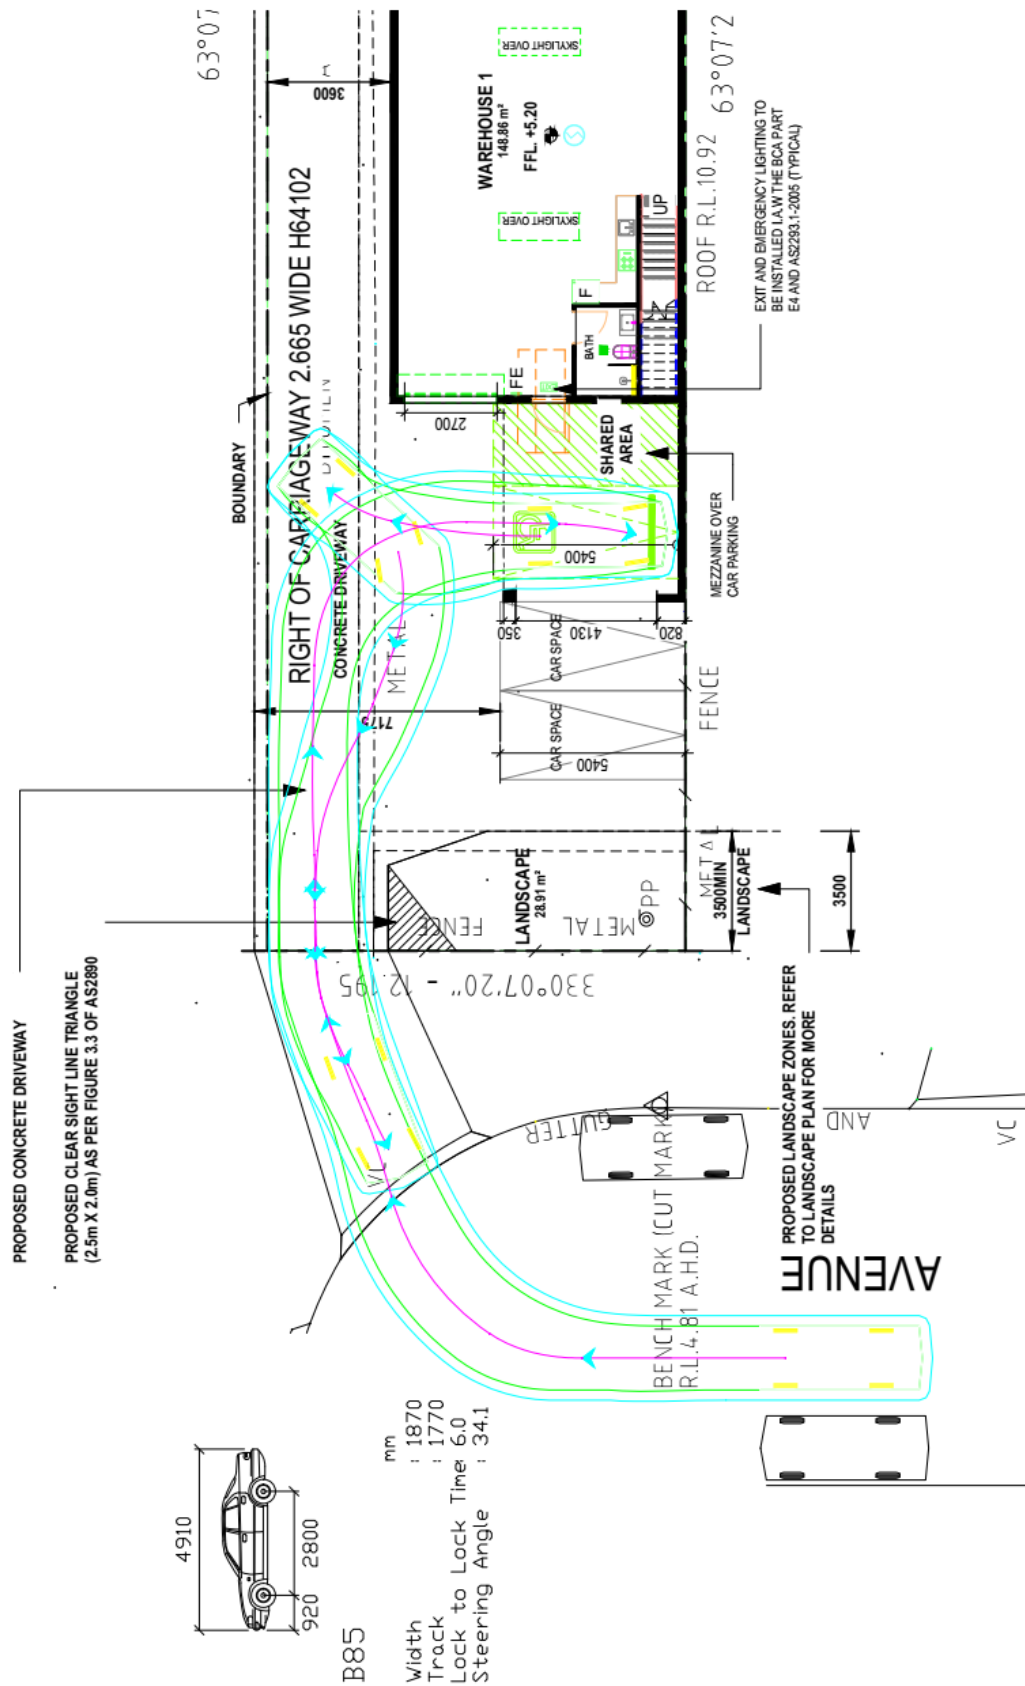 63°07
3600
SKYLIGHT OVER
WAREHOUSE 1
148.86 m²
FFL. +5.20
SKYLIGHT OVER
63°07'2
EXIT AND EMERGENCY LIGHTING TO
BE INSTALLED I.A.W THE BCA PART
E4 AND AS2293.1-2005 (TYPICAL)
ROOF R.L.10.92
UP
F
BATH
FE
BOUNDARY
RIGHT OF CARRIAGEWAY 2.665 WIDE H64102
CONCRETE DRIVEWAY
METAL
2700
SHARED
AREA
5400
MEZZANINE OVER
CAR PARKING
350
4130
820
CAR SPACE
CAR SPACE
7175
5400
FENCE
PROPOSED CONCRETE DRIVEWAY
PROPOSED CLEAR SIGHT LINE TRIANGLE
(2.5m X 2.0m) AS PER FIGURE 3.3 OF AS2890
LANDSCAPE
28.91 m²
FENCE
METAL
PP
METAL
3500MIN
LANDSCAPE
3500
330°07'20" - 12.195
PROPOSED LANDSCAPE ZONES. REFER
TO LANDSCAPE PLAN FOR MORE
DETAILS
VC
GUTTER
AND
VC
BENCH MARK (CUT MARK)
R.L.4.81 A.H.D.
AVENUE
4910
920
2800
B85
mm
Width : 1870
Track : 1770
Lock to Lock Time 6.0
Steering Angle : 34.1